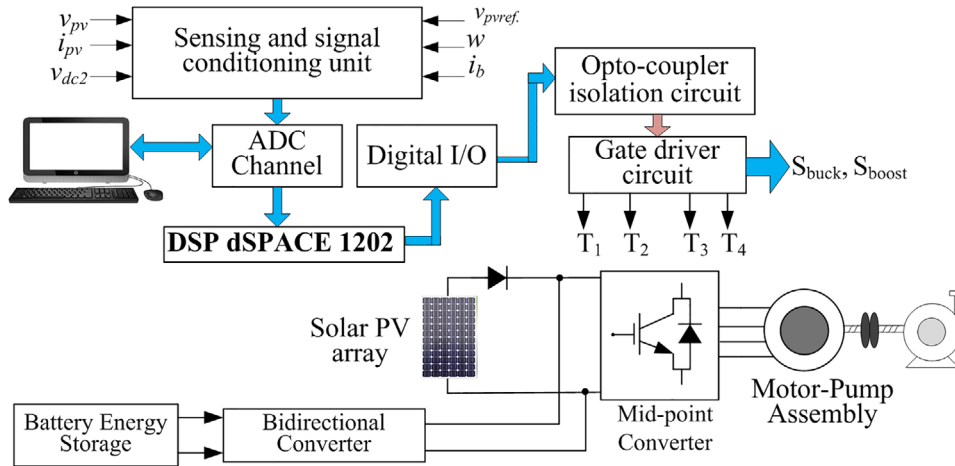 v_pv
i_pv
v_dc2
Sensing and signal
conditioning unit
v_pvref.
w
i_b
ADC
Channel
Digital I/O
Opto-coupler
isolation circuit
Gate driver
circuit
S_buck, S_boost
DSP dSPACE 1202
T_1 T_2 T_3 T_4
Solar PV
array
Motor-Pump
Assembly
Mid-point
Converter
Battery Energy
Storage
Bidirectional
Converter